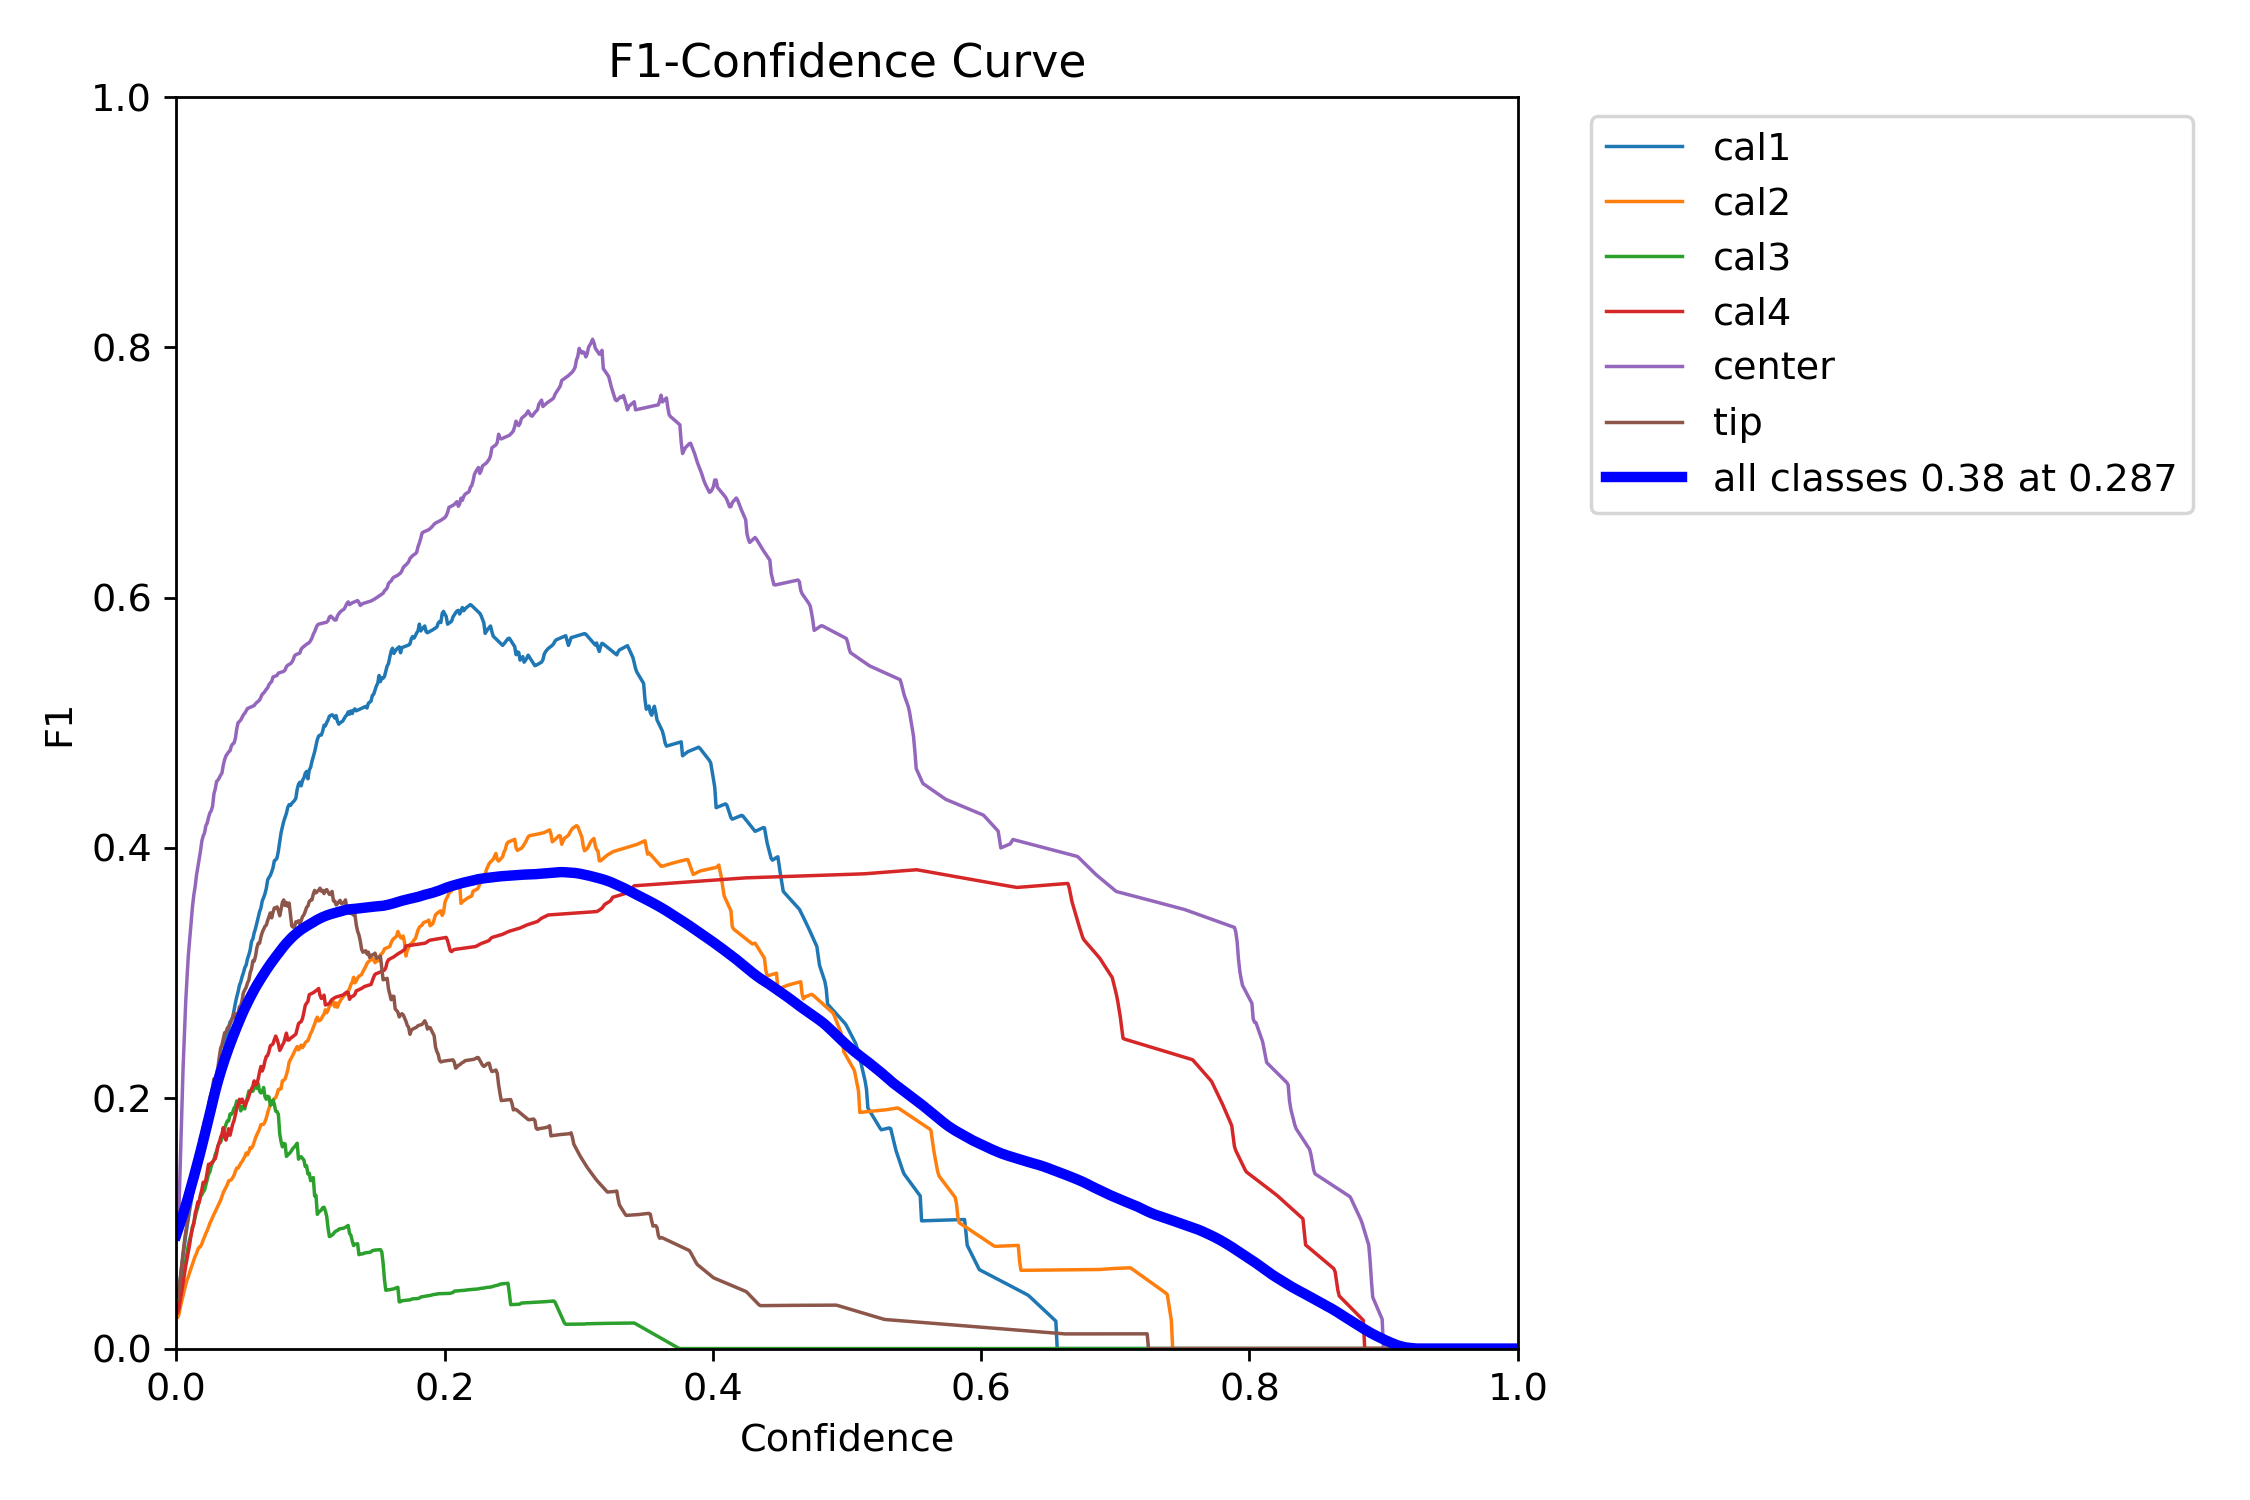 F1-Confidence Curve
1.0
0.8
0.6
0.4
0.2
0.0
F1
0.0 0.2 0.4 0.6 0.8 1.0
Confidence
cal1
cal2
cal3
cal4
center
tip
all classes 0.38 at 0.287